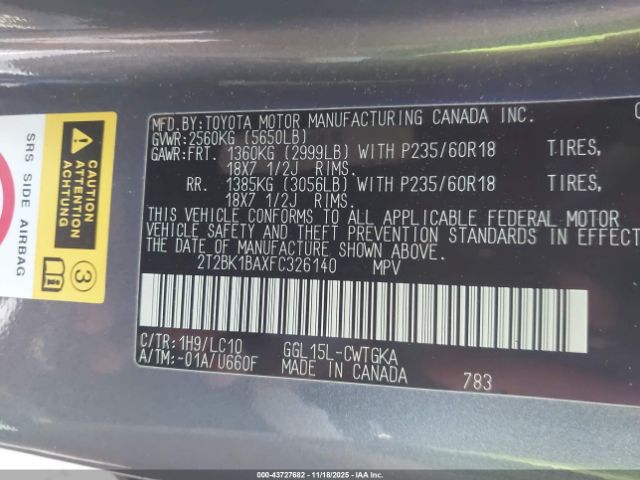 MFD.BY:TOYOTA MOTOR MANUFACTURING CANADA INC.
GVWR:2560KG (5650LB)
GAWR:FRT. 1360KG (2999LB) WITH P235/60R18 TIRES,
18X7 1/2J RIMS.
RR. 1385KG (3056LB) WITH P235/60R18 TIRES,
18X7 1/2J RIMS.
THIS VEHICLE CONFORMS TO ALL APPLICABLE FEDERAL MOTOR
VEHICLE SAFETY AND THEFT PREVENTION STANDARDS IN EFFECT
THE DATE OF MANUFACTURE SHOWN ABOVE.
2T2BK1BAXFC326140 MPV
C/TR:1H9/LC10 GGL15L-CWTGKA
A/TM:-01A/U660F MADE IN CANADA 783
SRS SIDE AIRBAG
CAUTION
ATTENTION
3
000-43727682 — 11/18/2025 — IAAI.COM